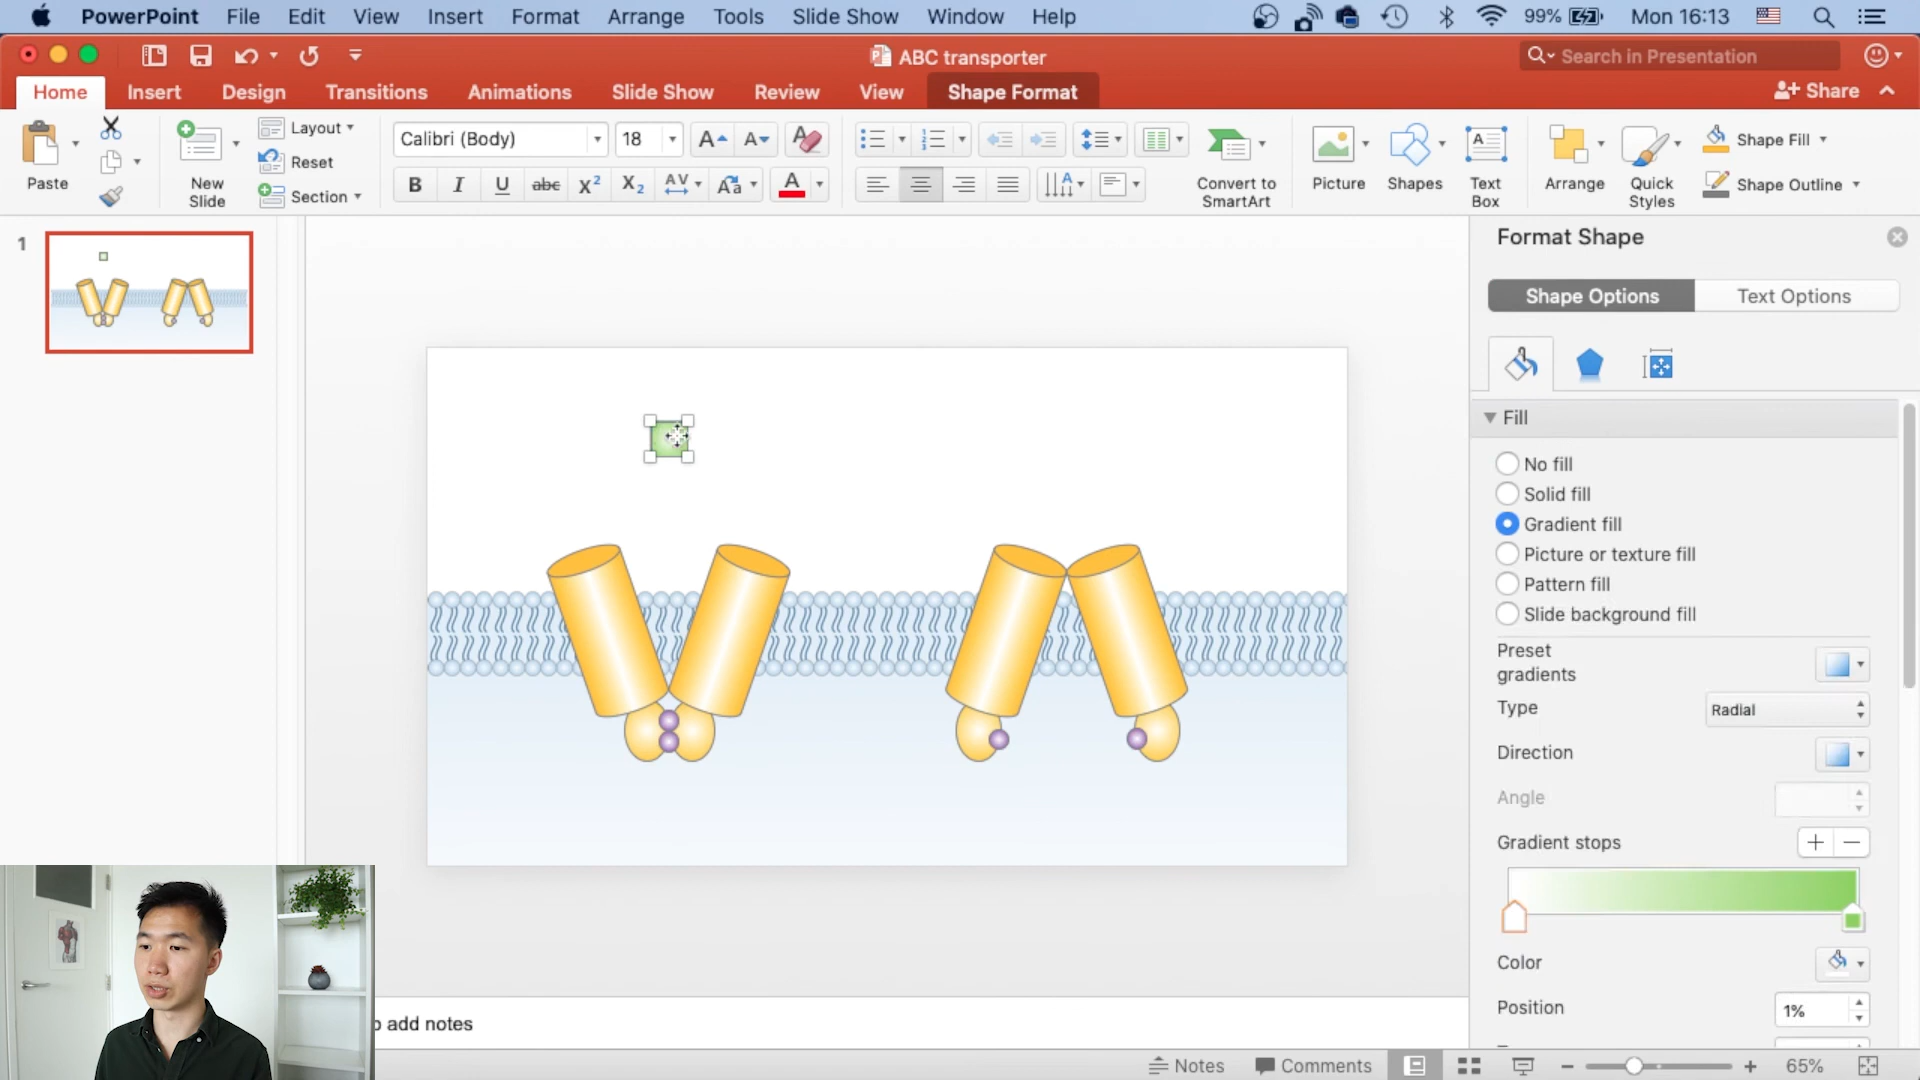 PowerPoint File Edit View Insert Format Arrange Tools Slide Show Window Help 99% Mon 16:13
ABC transporter
Search in Presentation
Home Insert Design Transitions Animations Slide Show Review View Shape Format Share
Paste
New
Slide
Layout
Reset
Section
Calibri (Body) 18
B I U abc X² X₂ AV Aa A
Convert to
SmartArt
Picture
Shapes
Text
Box
Arrange
Quick
Styles
Shape Fill
Shape Outline
1
Format Shape
Shape Options Text Options
Fill
No fill
Solid fill
Gradient fill
Picture or texture fill
Pattern fill
Slide background fill
Preset
gradients
Type Radial
Direction
Angle
Gradient stops
Color
Position 1%
add notes
Notes Comments 65%